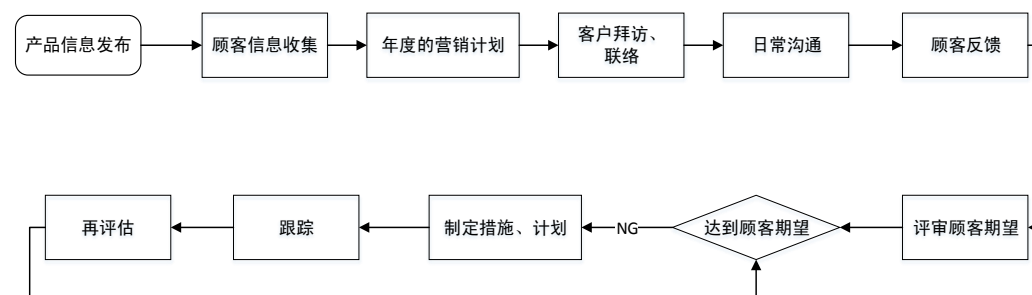 产品信息发布
顾客信息收集
年度的营销计划
客户拜访、
联络
日常沟通
顾客反馈
评审顾客期望
达到顾客期望
NG
制定措施、计划
跟踪
再评估